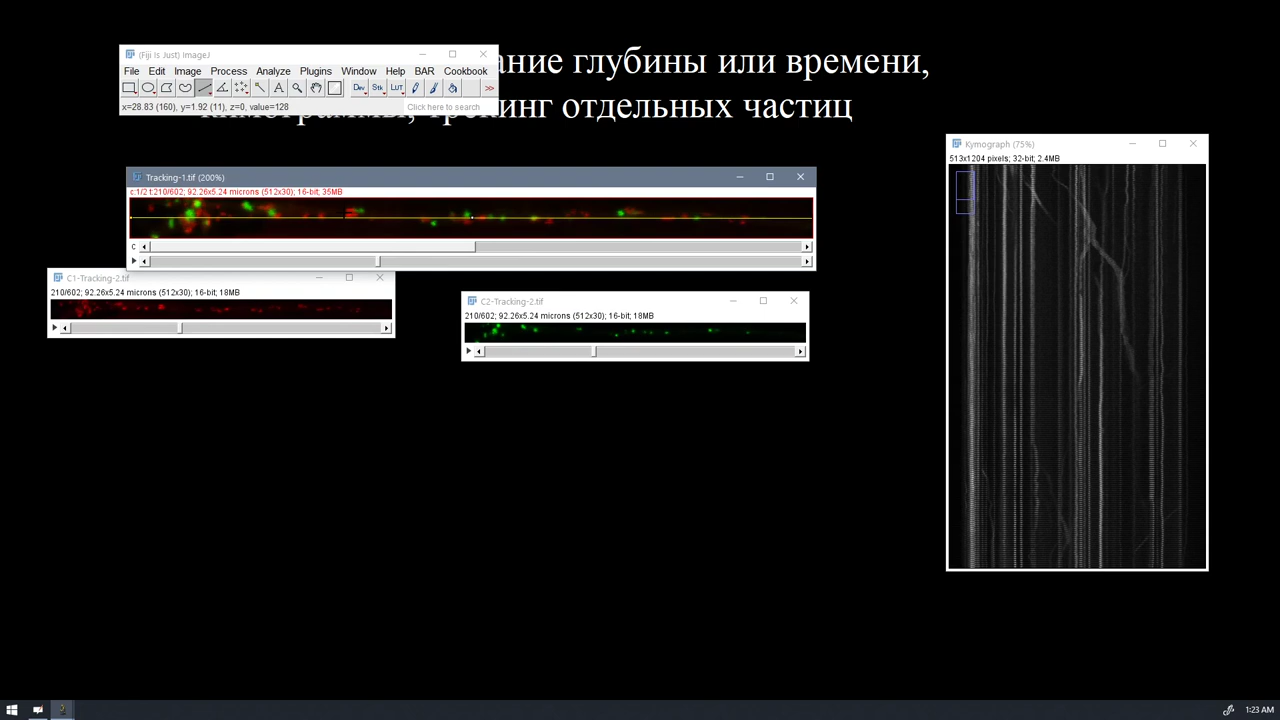 (Fiji Is Just) ImageJ
File Edit Image Process Analyze Plugins Window Help BAR Cookbook
Dev Stk LUT >>
x=28.83 (160), y=1.92 (11), z=0, value=128
Click here to search
глубины или времени,
отдельных частиц
Kymograph (75%)
513x1204 pixels; 32-bit; 2.4MB
Tracking-1.tif (200%)
c:1/2 t:210/602; 92.26x5.24 microns (512x30); 16-bit; 35MB
c
C1-Tracking-2.tif
210/602; 92.26x5.24 microns (512x30); 16-bit; 18MB
C2-Tracking-2.tif
210/602; 92.26x5.24 microns (512x30); 16-bit; 18MB
1:23 AM